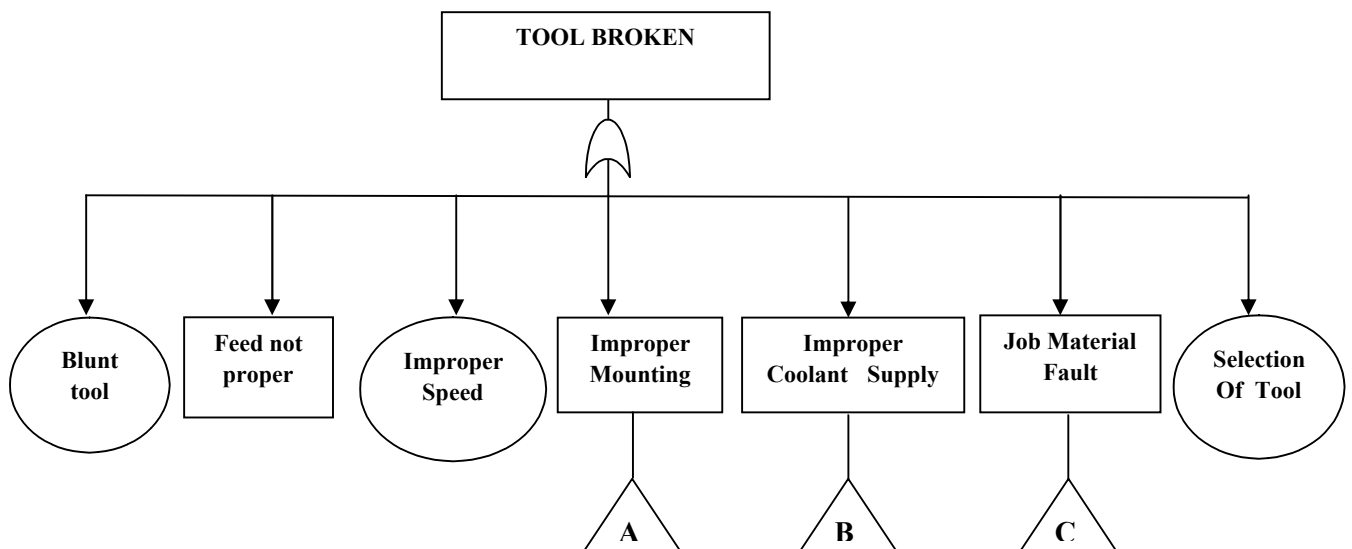 TOOL BROKEN
Blunt
tool
Feed not
proper
Improper
Speed
Improper
Mounting
Improper
Coolant Supply
Job Material
Fault
Selection
Of Tool
A
B
C